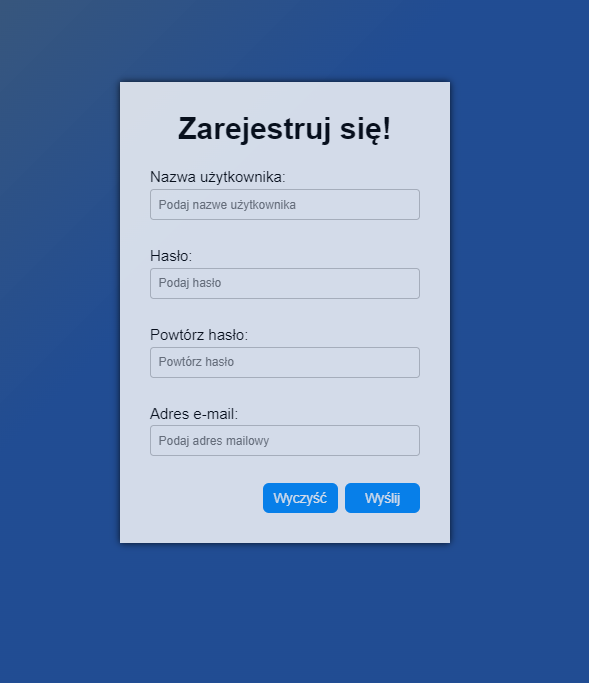 Zarejestruj się!
Nazwa użytkownika:
Podaj nazwe użytkownika
Hasło:
Podaj hasło
Powtórz hasło:
Powtórz hasło
Adres e-mail:
Podaj adres mailowy
Wyczyść Wyślij